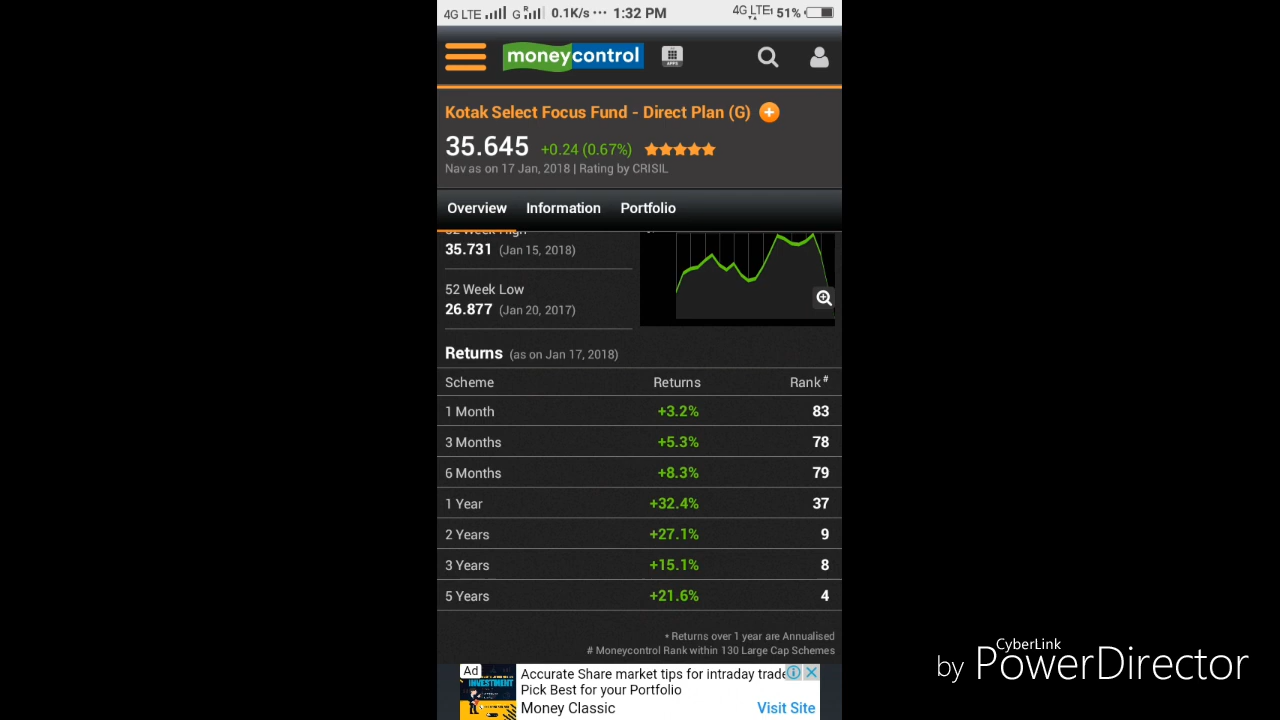 4G LTE G R 0.1K/s ··· 1:32 PM 4G LTE 51%
moneycontrol APPS
Kotak Select Focus Fund - Direct Plan (G)
35.645 +0.24 (0.67%)
Nav as on 17 Jan, 2018 | Rating by CRISIL
Overview Information Portfolio
52 Week High
35.731 (Jan 15, 2018)
52 Week Low
26.877 (Jan 20, 2017)
Returns (as on Jan 17, 2018)
Scheme Returns Rank #
1 Month +3.2% 83
3 Months +5.3% 78
6 Months +8.3% 79
1 Year +32.4% 37
2 Years +27.1% 9
3 Years +15.1% 8
5 Years +21.6% 4
* Returns over 1 year are Annualised
# Moneycontrol Rank within 130 Large Cap Schemes
Ad
INVESTMENT
Accurate Share market tips for intraday trade
Pick Best for your Portfolio
Money Classic Visit Site
CyberLink
by PowerDirector